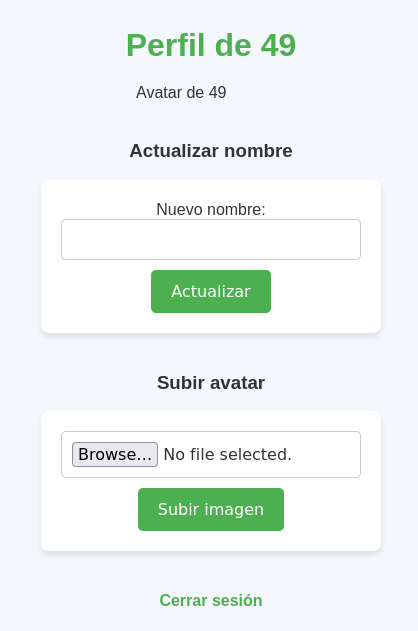 Perfil de 49
Avatar de 49
Actualizar nombre
Nuevo nombre:
Actualizar
Subir avatar
Browse... No file selected.
Subir imagen
Cerrar sesión